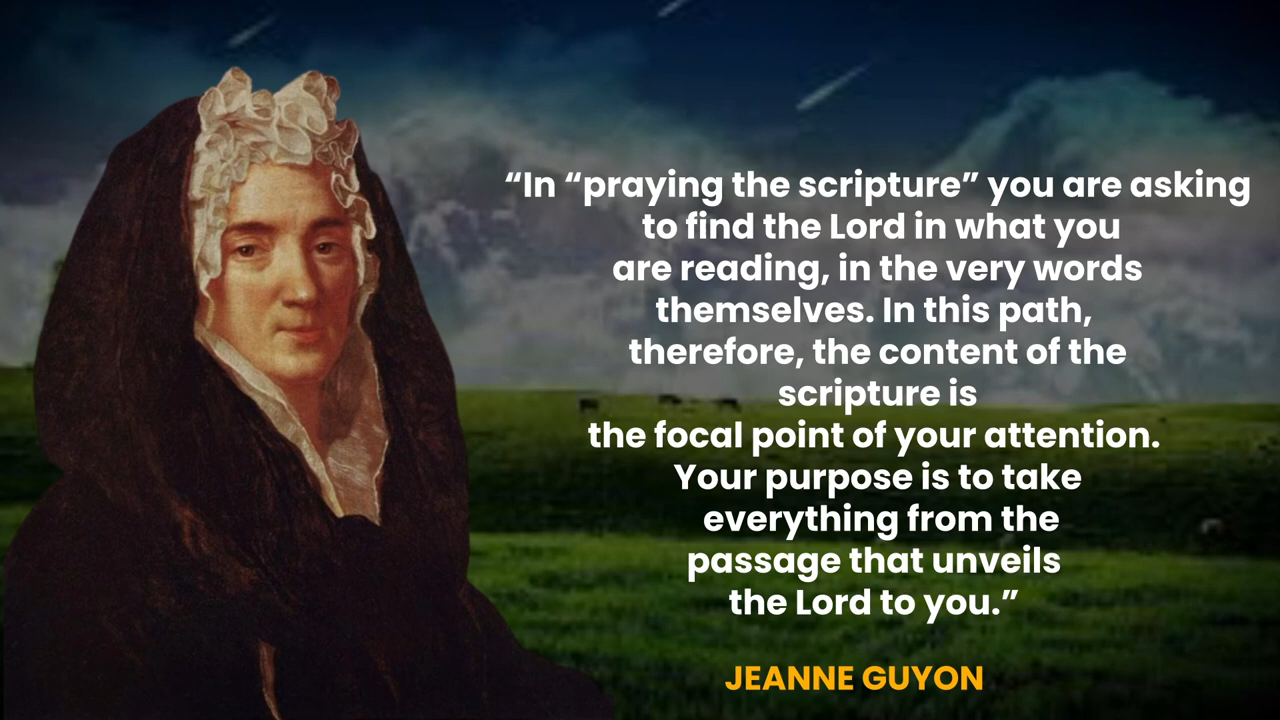 “In “praying the scripture” you are asking
to find the Lord in what you
are reading, in the very words
themselves. In this path,
therefore, the content of the
scripture is
the focal point of your attention.
Your purpose is to take
everything from the
passage that unveils
the Lord to you.”
JEANNE GUYON